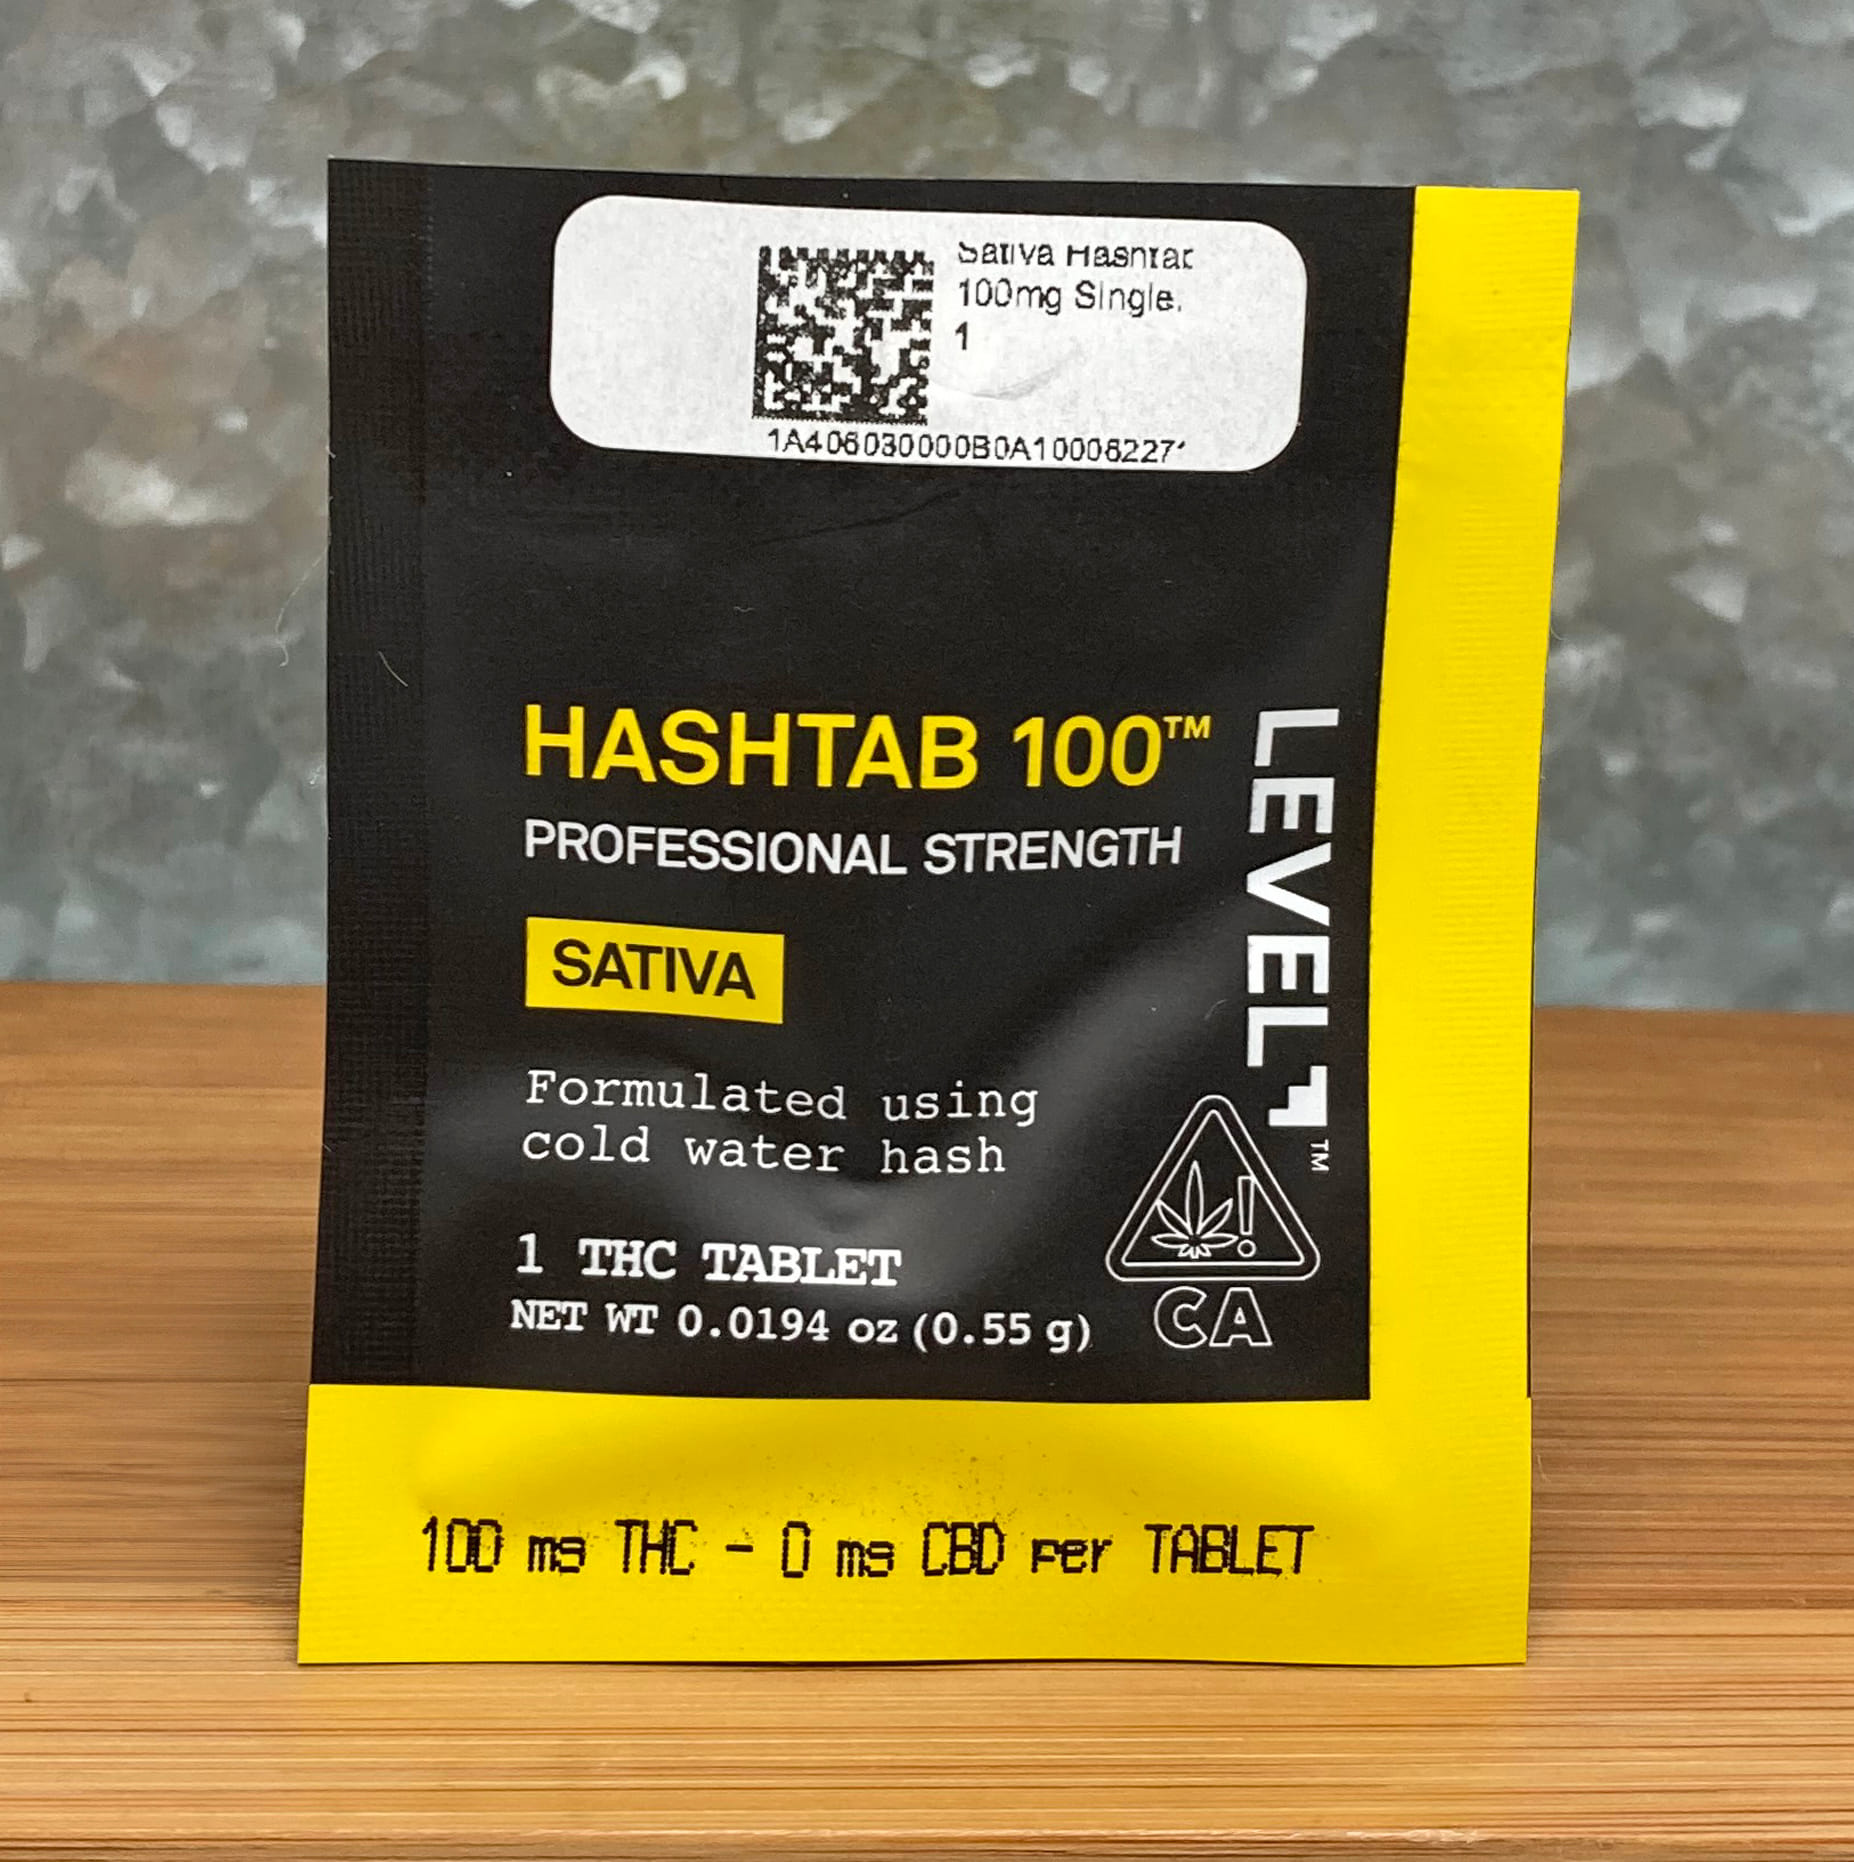 Sativa Hashtab
100mg Single,
1
HASHTAB 100™
PROFESSIONAL STRENGTH
SATIVA
Formulated using
cold water hash
1 THC TABLET
NET WT 0.0194 oz (0.55 g)
LEVEL™
!
CA
100 mg THC - 0 mg CBD per TABLET